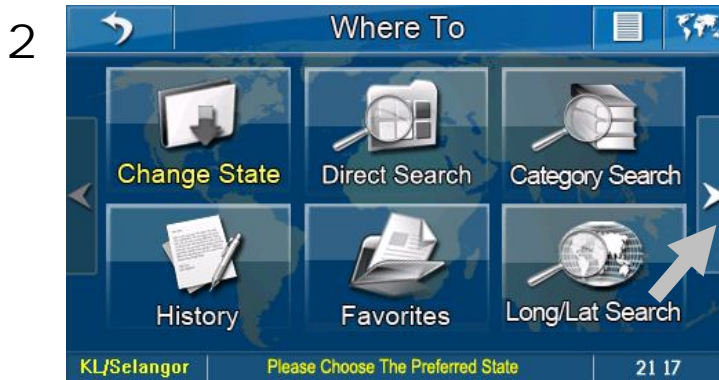 2
Where To
Change State Direct Search Category Search
History Favorites Long/Lat Search
KL/Selangor Please Choose The Preferred State 21 17